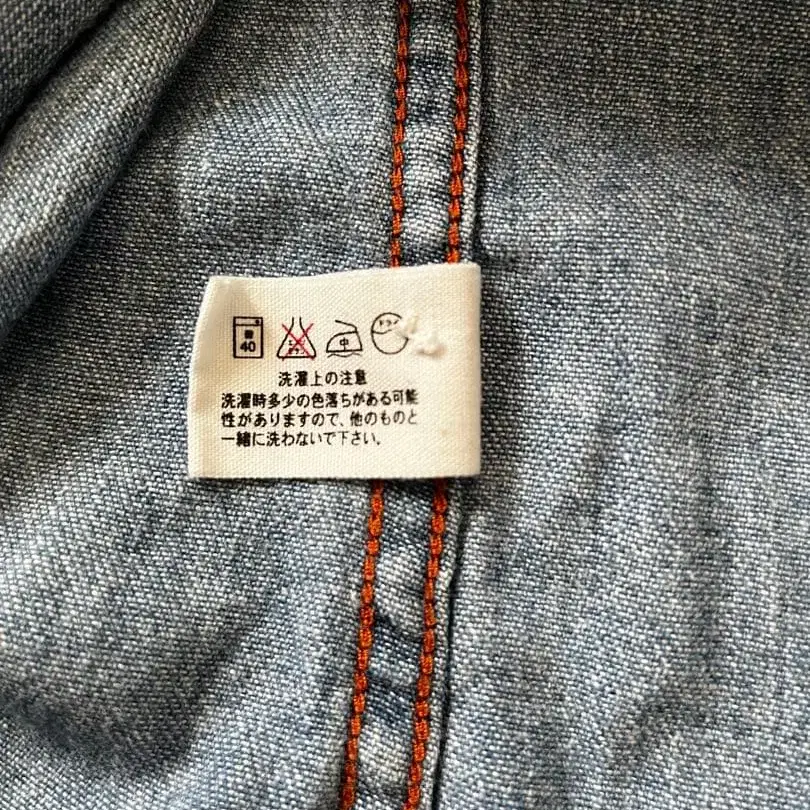 40
中
洗濯上の注意
洗濯時多少の色落ちがある可能
性がありますので、他のものと
一緒に洗わないで下さい。